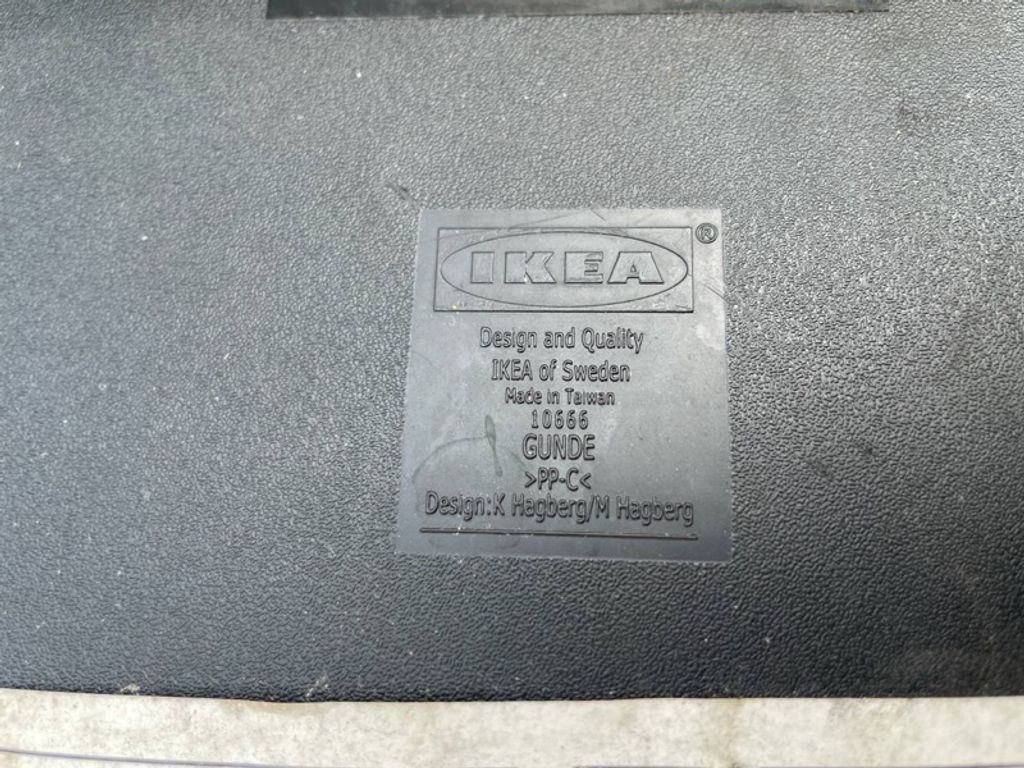 IKEA®
Design and Quality
IKEA of Sweden
Made in Taiwan
10666
GUNDE
>PP-C<
Design:K Hagberg/M Hagberg